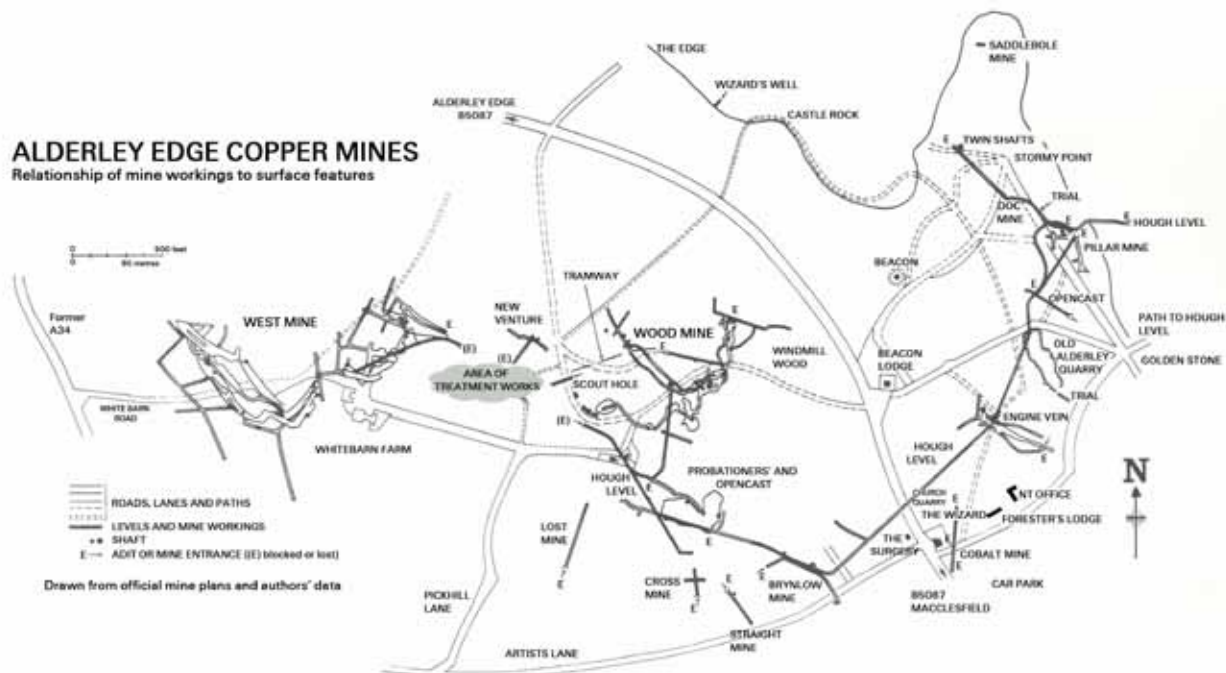 ALDERLEY EDGE COPPER MINES
Relationship of mine workings to surface features
0 500 feet
0 80 metres
THE EDGE
WIZARD'S WELL
CASTLE ROCK
ALDERLEY EDGE
B5087
SADDLEBOLE
MINE
E TWIN SHAFTS
STORMY POINT
TRIAL
DOC
MINE
E
E
HOUGH LEVEL
PILLAR MINE
E
BEACON
OPENCAST
PATH TO HOUGH
LEVEL
GOLDEN STONE
OLD
ALDERLEY
QUARRY
TRIAL
BEACON
LODGE
ENGINE VEIN
E
HOUGH
LEVEL
CHURCH
QUARRY
E
NT OFFICE
THE WIZARD
FORESTER'S LODGE
THE
SURGERY
COBALT MINE
E
CAR PARK
B5087
MACCLESFIELD
N
Former
A34
WEST MINE
E
(E)
NEW
VENTURE
(E)
TRAMWAY
WOOD MINE
E
E
WINDMILL
WOOD
AREA OF
TREATMENT WORKS
SCOUT HOLE
(E)
WHITE BARN
ROAD
WHITEBARN FARM
HOUGH
LEVEL
E
PROBATIONERS' AND
OPENCAST
E
LOST
MINE
E
CROSS
MINE
E
E
BRYNLOW
MINE
E
STRAIGHT
MINE
PICKHILL
LANE
ARTISTS LANE
ROADS, LANES AND PATHS
LEVELS AND MINE WORKINGS
SHAFT
E ADIT OR MINE ENTRANCE ((E) blocked or lost)
Drawn from official mine plans and authors' data